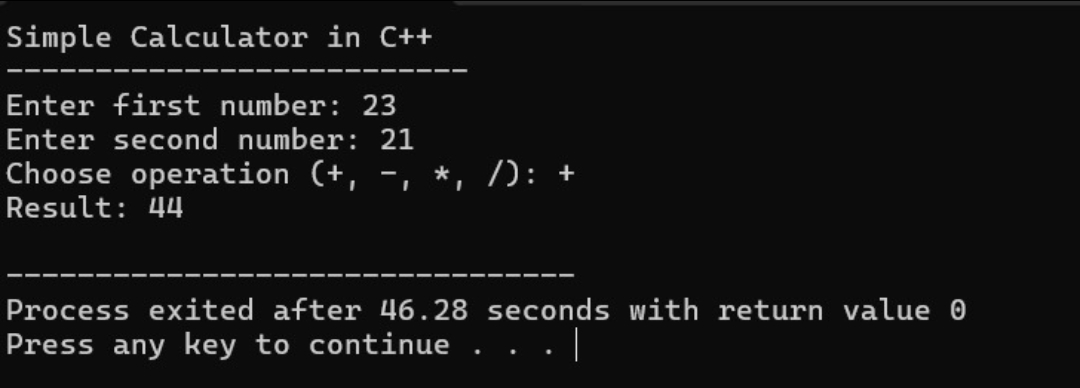 Simple Calculator in C++
--------------------------
Enter first number: 23
Enter second number: 21
Choose operation (+, -, *, /): +
Result: 44
--------------------------------
Process exited after 46.28 seconds with return value 0
Press any key to continue . . .